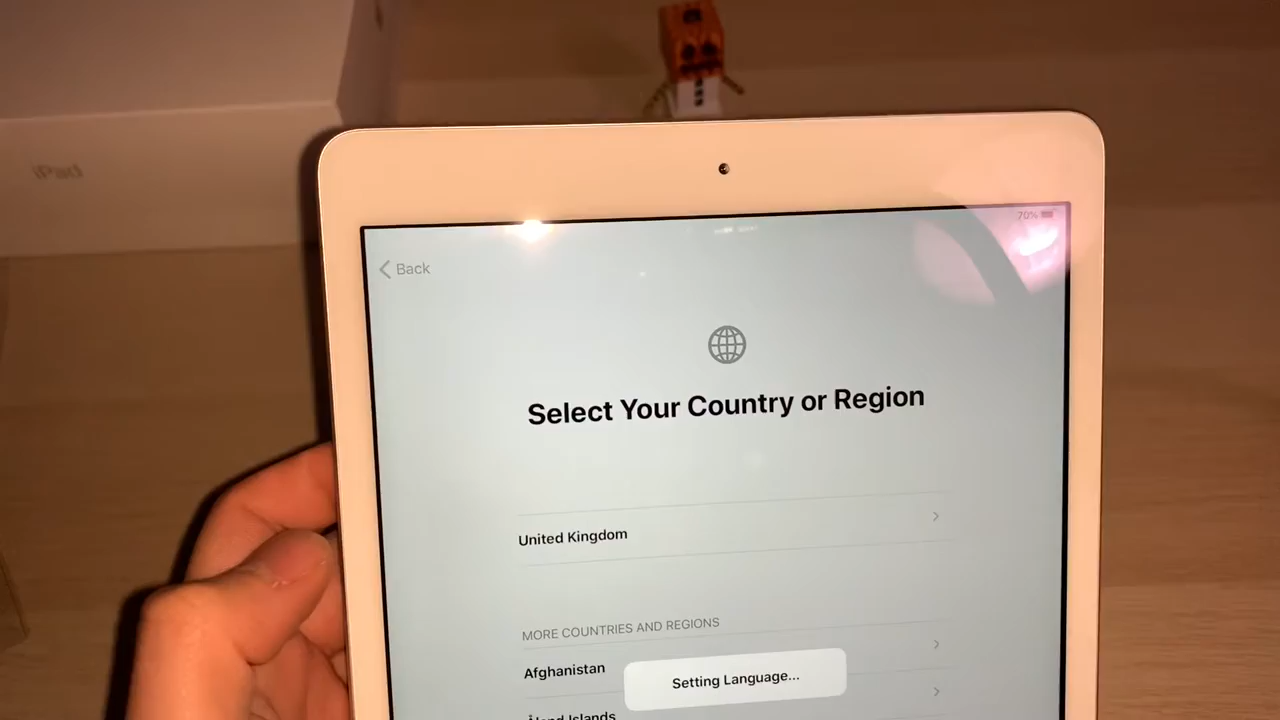 iPad
70%
Back
Select Your Country or Region
United Kingdom
MORE COUNTRIES AND REGIONS
Afghanistan
Setting Language...
Åland Islands